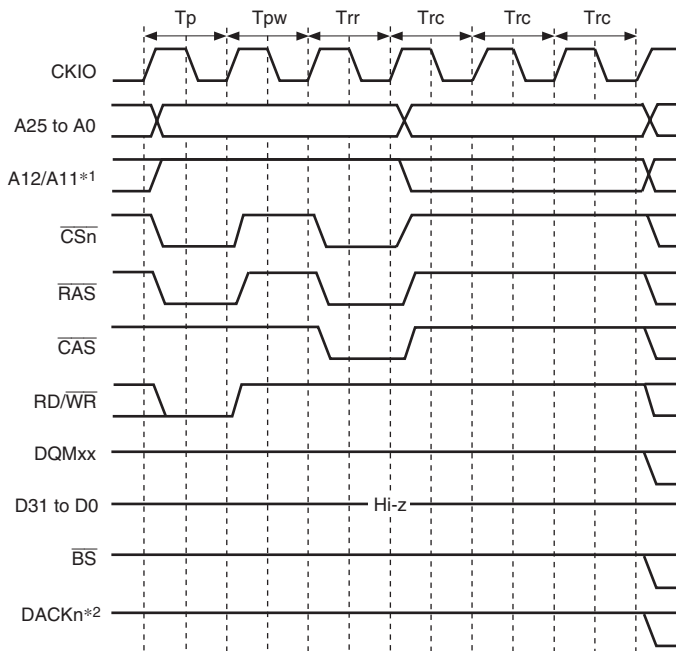 Tp Tpw Trr Trc Trc Trc
CKIO
A25 to A0
A12/A11*1
CSn
RAS
CAS
RD/WR
DQMxx
D31 to D0 Hi-z
BS
DACKn*2